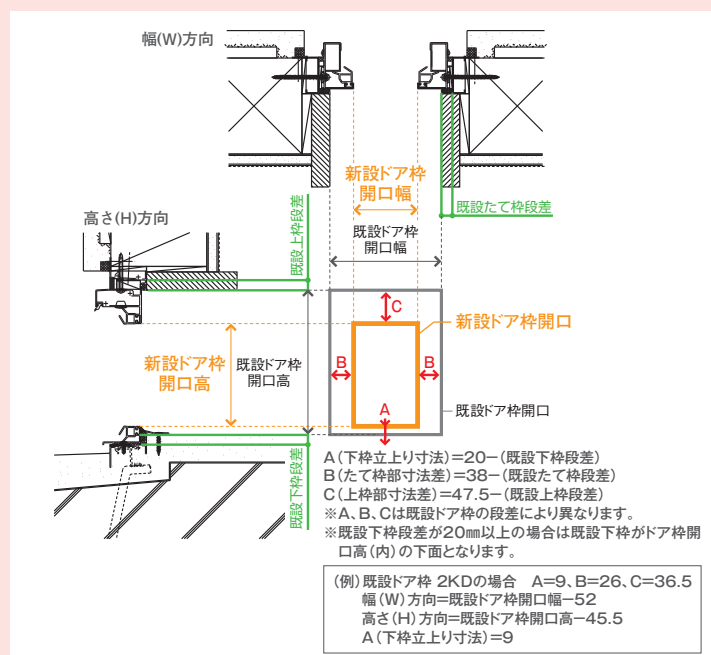 幅(W)方向
新設ドア枠
開口幅
既設たて枠段差
既設ドア枠
開口幅
高さ(H)方向
既設上枠段差
C
新設ドア枠開口
新設ドア枠
開口高
既設ドア枠
開口高
B
B
A
既設ドア枠開口
既設下枠段差
A(下枠立上り寸法)=20−(既設下枠段差)
B(たて枠部寸法差)=38−(既設たて枠段差)
C(上枠部寸法差)=47.5−(既設上枠段差)
※A、B、Cは既設ドア枠の段差により異なります。
※既設下枠段差が20㎜以上の場合は既設下枠がドア枠開
口高(内)の下面となります。
(例)既設ドア枠 2KDの場合 A=9、B=26、C=36.5
幅(W)方向=既設ドア枠開口幅−52
高さ(H)方向=既設ドア枠開口高−45.5
A(下枠立上り寸法)=9